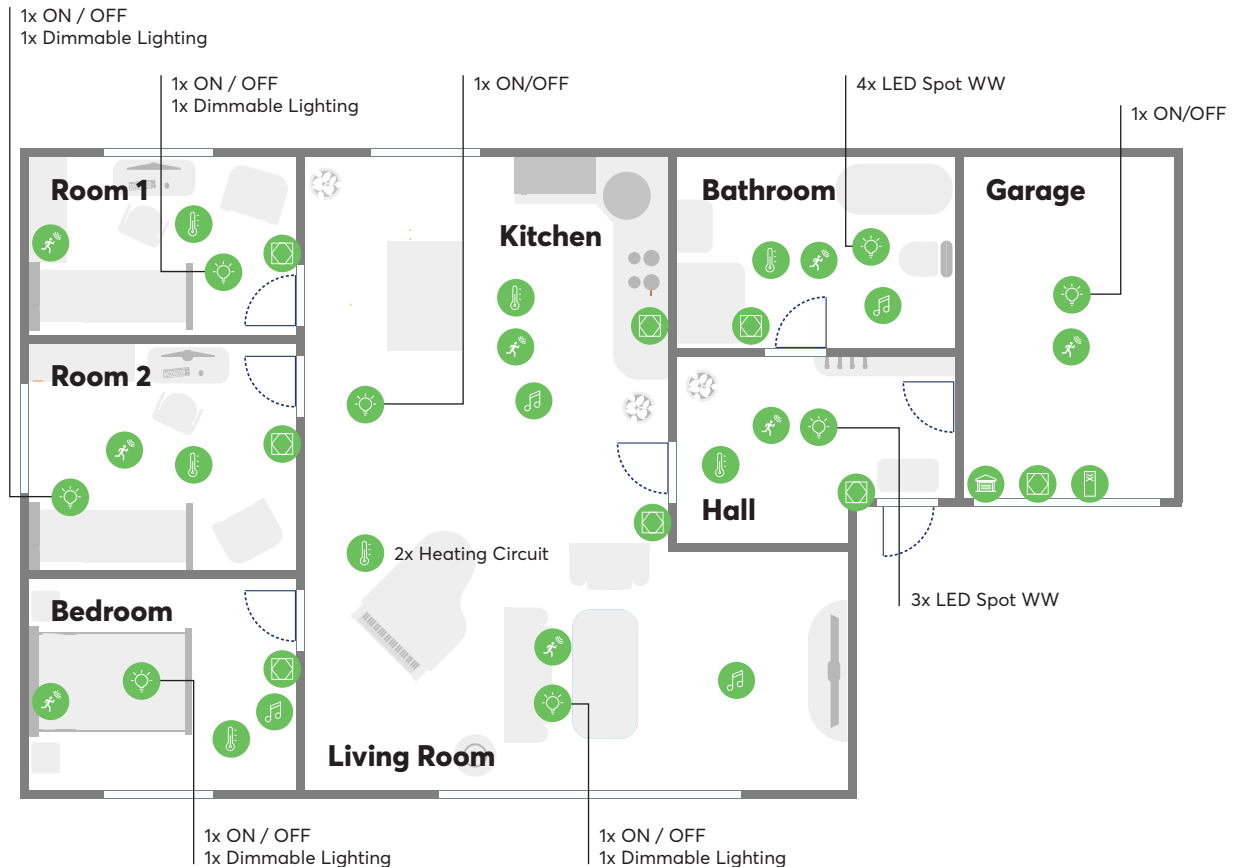 1x ON / OFF
1x Dimmable Lighting
1x ON / OFF
1x Dimmable Lighting
1x ON/OFF
4x LED Spot WW
1x ON/OFF
Room 1
Kitchen
Bathroom
Garage
Room 2
Hall
2x Heating Circuit
3x LED Spot WW
Bedroom
Living Room
1x ON / OFF
1x Dimmable Lighting
1x ON / OFF
1x Dimmable Lighting